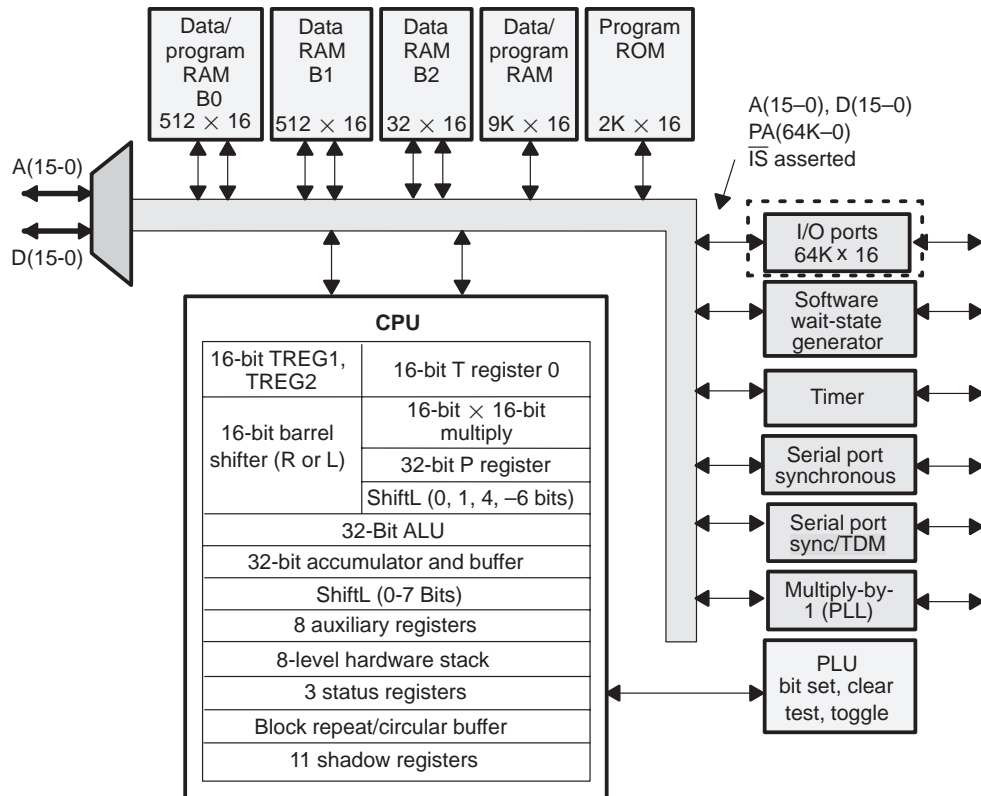 Data/
program
RAM
B0
512 × 16
Data
RAM
B1
512 × 16
Data
RAM
B2
32 × 16
Data/
program
RAM
9K × 16
Program
ROM
2K × 16
A(15–0), D(15–0)
PA(64K–0)
IS asserted
A(15-0)
D(15-0)
I/O ports
64K x 16
Software
wait-state
generator
Timer
Serial port
synchronous
Serial port
sync/TDM
Multiply-by-
1 (PLL)
PLU
bit set, clear
test, toggle
CPU
16-bit TREG1,
TREG2
16-bit T register 0
16-bit barrel
shifter (R or L)
16-bit × 16-bit
multiply
32-bit P register
ShiftL (0, 1, 4, –6 bits)
32-Bit ALU
32-bit accumulator and buffer
ShiftL (0-7 Bits)
8 auxiliary registers
8-level hardware stack
3 status registers
Block repeat/circular buffer
11 shadow registers